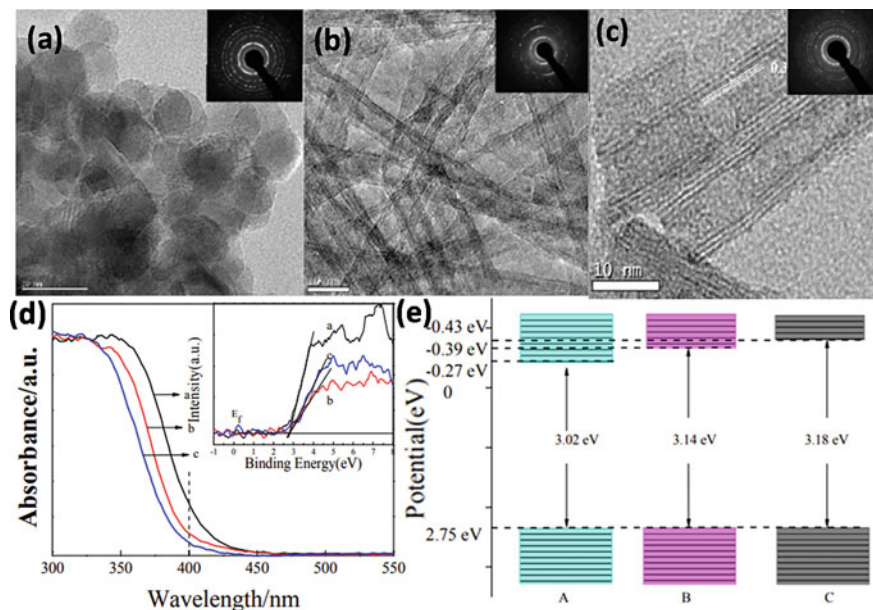 (a)
(b)
(c)
10 nm
(d)
Absorbance/a.u.
300 350 400 450 500 550
Wavelength/nm
a
b
c
Intensity(a.u.)
a
c
b
E_f
-1 0 1 2 3 4 5 6 7 8
Binding Energy(eV)
(e)
Potential(eV)
-0.43 eV
-0.39 eV
-0.27 eV
0
2.75 eV
3.02 eV
3.14 eV
3.18 eV
A
B
C